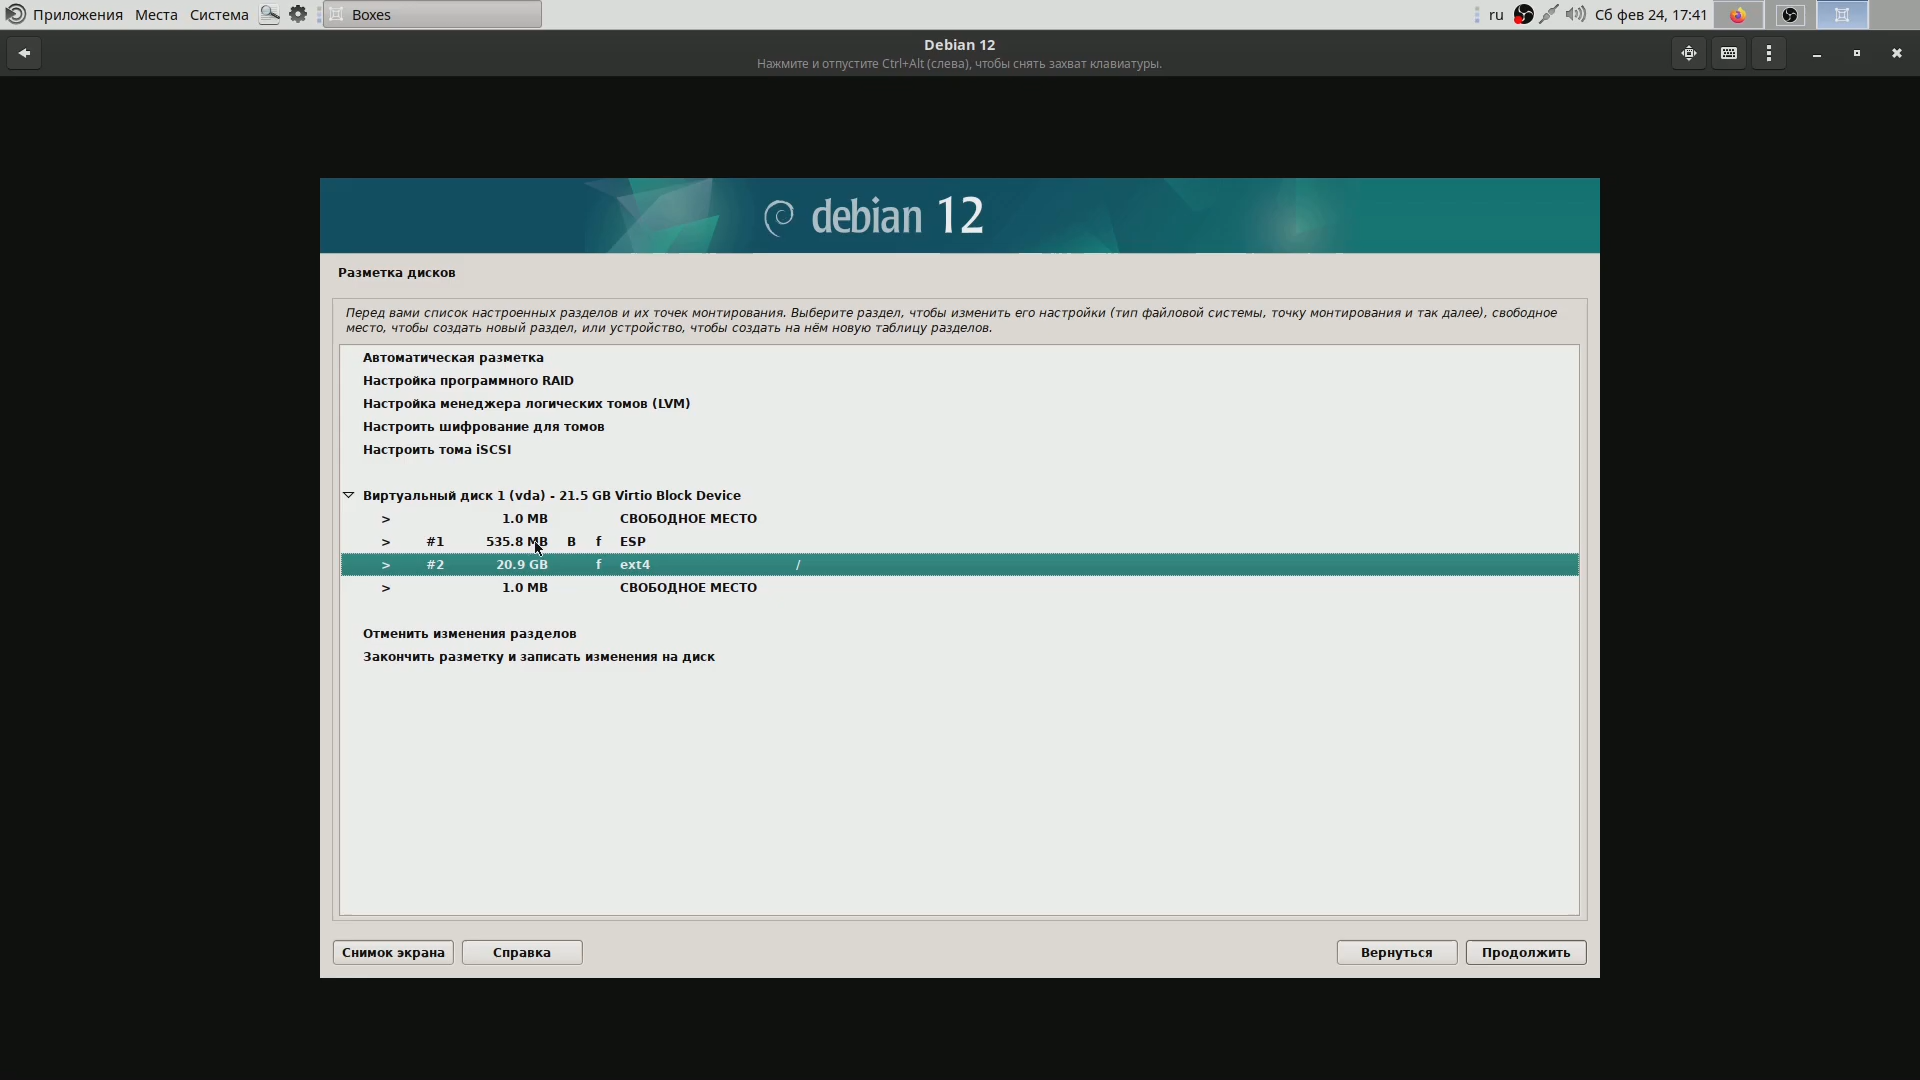 Приложения Места Система Boxes ru Сб фев 24, 17:41
Debian 12
Нажмите и отпустите Ctrl+Alt (слева), чтобы снять захват клавиатуры.
debian 12
Разметка дисков
Перед вами список настроенных разделов и их точек монтирования. Выберите раздел, чтобы изменить его настройки (тип файловой системы, точку монтирования и так далее), свободное
место, чтобы создать новый раздел, или устройство, чтобы создать на нём новую таблицу разделов.
Автоматическая разметка
Настройка программного RAID
Настройка менеджера логических томов (LVM)
Настроить шифрование для томов
Настроить тома iSCSI
Виртуальный диск 1 (vda) - 21.5 GB Virtio Block Device
> 1.0 MB СВОБОДНОЕ МЕСТО
> #1 535.8 MB B f ESP
> #2 20.9 GB f ext4 /
> 1.0 MB СВОБОДНОЕ МЕСТО
Отменить изменения разделов
Закончить разметку и записать изменения на диск
Снимок экрана Справка Вернуться Продолжить